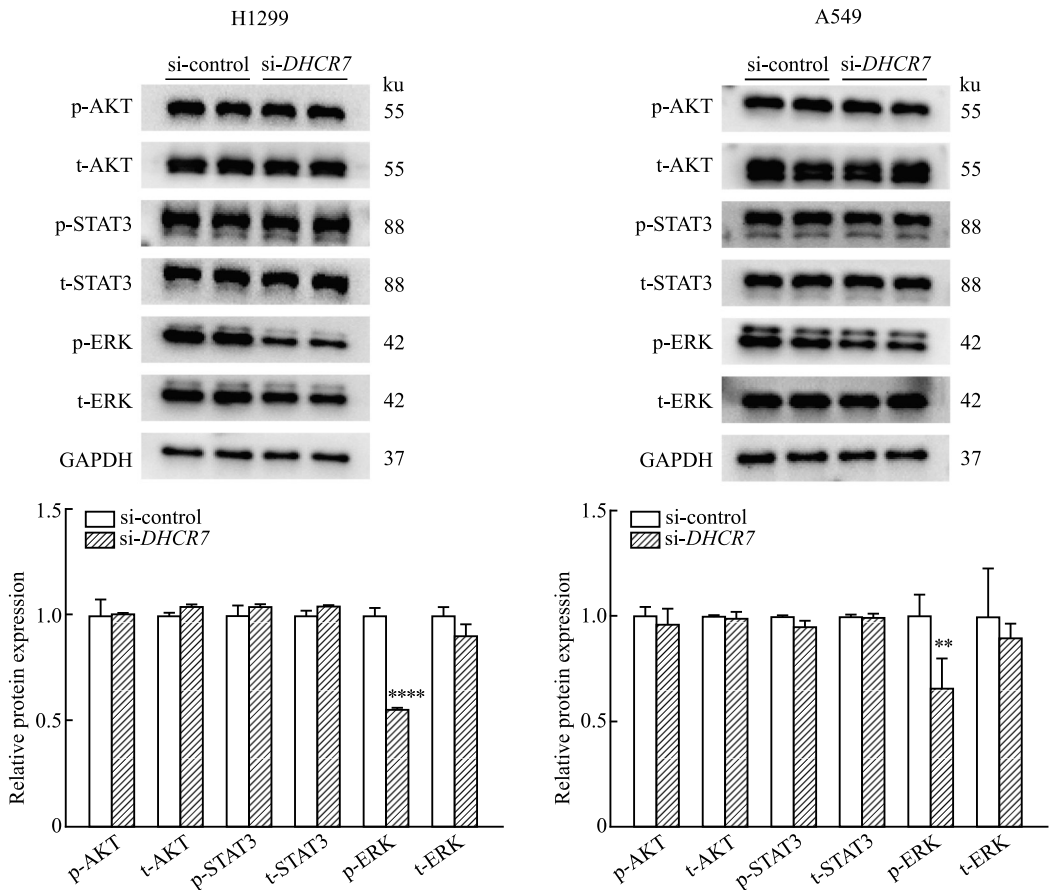 H1299
si-control si-DHCR7
ku
p-AKT 55
t-AKT 55
p-STAT3 88
t-STAT3 88
p-ERK 42
t-ERK 42
GAPDH 37
1.5
1.0
0.5
0
Relative protein expression
si-control
si-DHCR7
****
p-AKT t-AKT p-STAT3 t-STAT3 p-ERK t-ERK
A549
si-control si-DHCR7
ku
p-AKT 55
t-AKT 55
p-STAT3 88
t-STAT3 88
p-ERK 42
t-ERK 42
GAPDH 37
1.5
1.0
0.5
0
Relative protein expression
si-control
si-DHCR7
**
p-AKT t-AKT p-STAT3 t-STAT3 p-ERK t-ERK